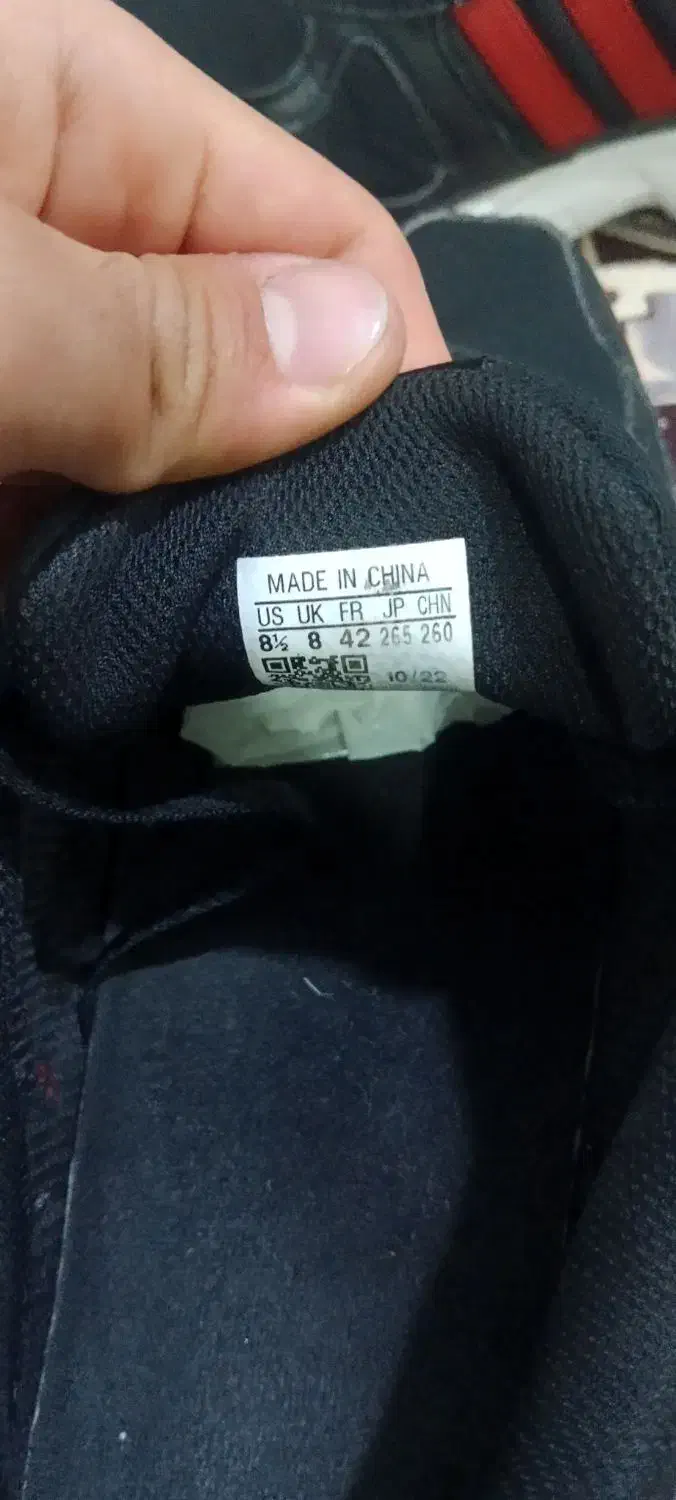 MADE IN CHINA
US UK FR JP CHN
8½ 8 42 265 260
10/22